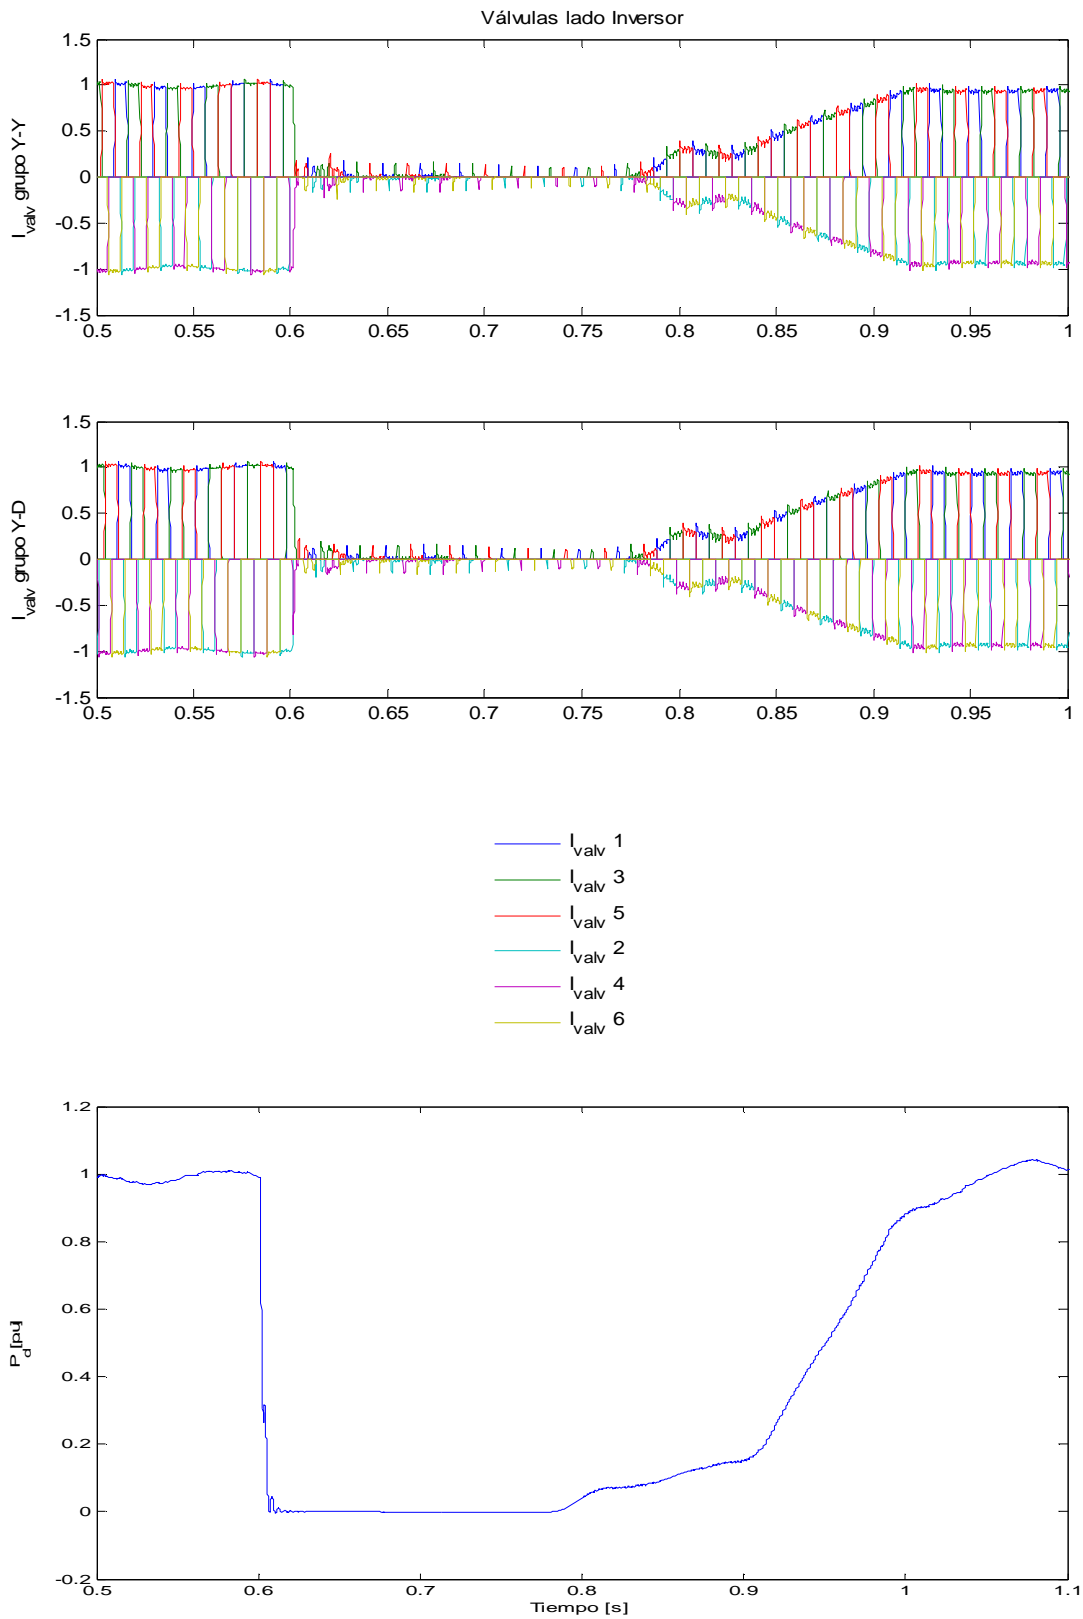 Válvulas lado Inversor
I_valv grupo Y-Y
1.5
1
0.5
0
-0.5
-1
-1.5
0.5 0.55 0.6 0.65 0.7 0.75 0.8 0.85 0.9 0.95 1
I_valv grupo Y-D
1.5
1
0.5
0
-0.5
-1
-1.5
0.5 0.55 0.6 0.65 0.7 0.75 0.8 0.85 0.9 0.95 1
I_valv 1
I_valv 3
I_valv 5
I_valv 2
I_valv 4
I_valv 6
P_d [pu]
1.2
1
0.8
0.6
0.4
0.2
0
-0.2
0.5 0.6 0.7 0.8 0.9 1 1.1
Tiempo [s]